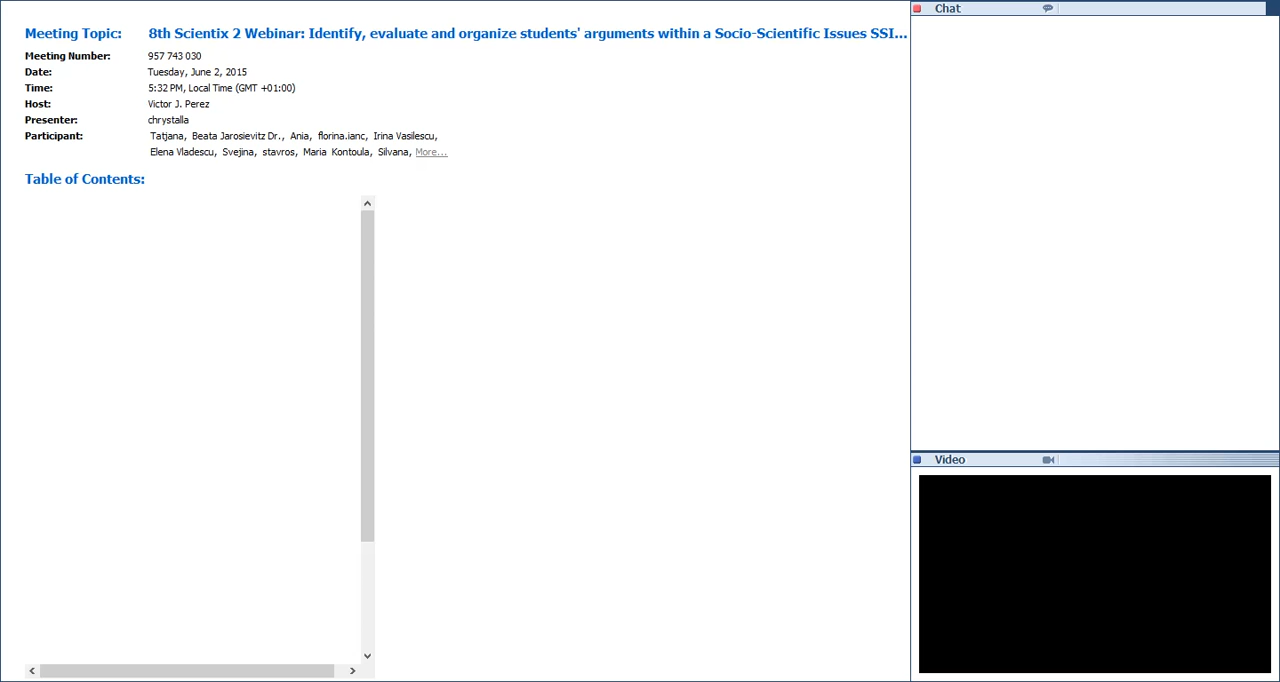 Meeting Topic: 8th Scientix 2 Webinar: Identify, evaluate and organize students' arguments within a Socio-Scientific Issues SSI...
Meeting Number: 957 743 030
Date: Tuesday, June 2, 2015
Time: 5:32 PM, Local Time (GMT +01:00)
Host: Victor J. Perez
Presenter: chrystalla
Participant: Tatjana, Beata Jarosievitz Dr., Ania, florina.ianc, Irina Vasilescu,
Elena Vladescu, Svejina, stavros, Maria Kontoula, Silvana, More...
Table of Contents:
Chat
Video